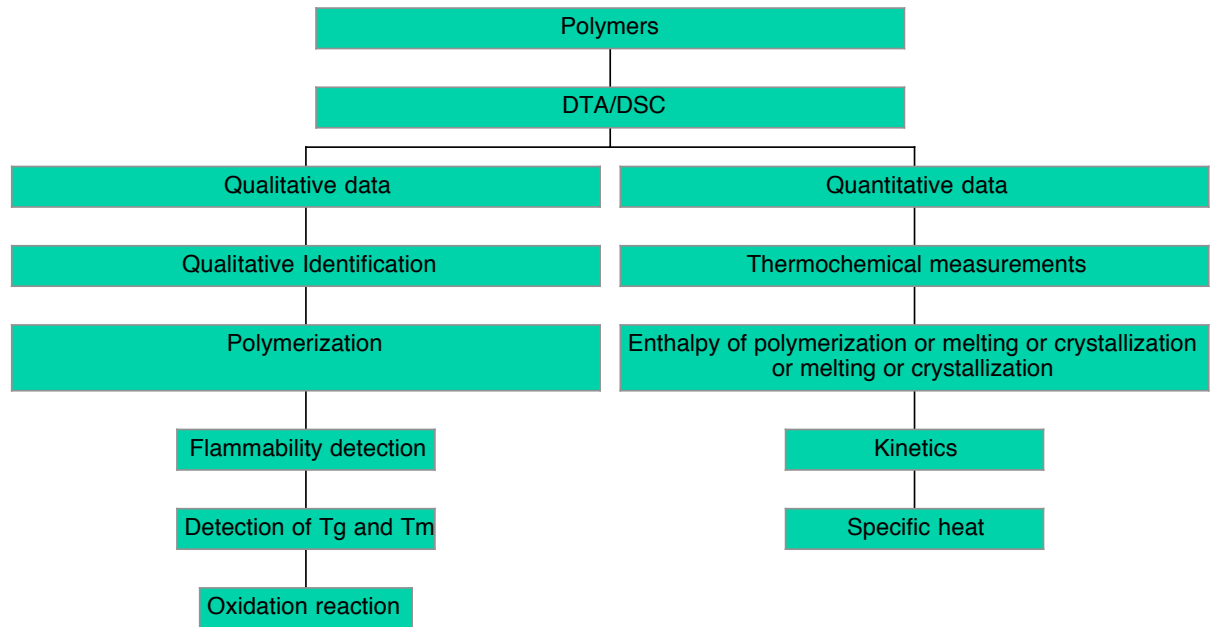 Polymers
DTA/DSC
Qualitative data
Quantitative data
Qualitative Identification
Thermochemical measurements
Polymerization
Enthalpy of polymerization or melting or crystallization
or melting or crystallization
Flammability detection
Kinetics
Detection of Tg and Tm
Specific heat
Oxidation reaction